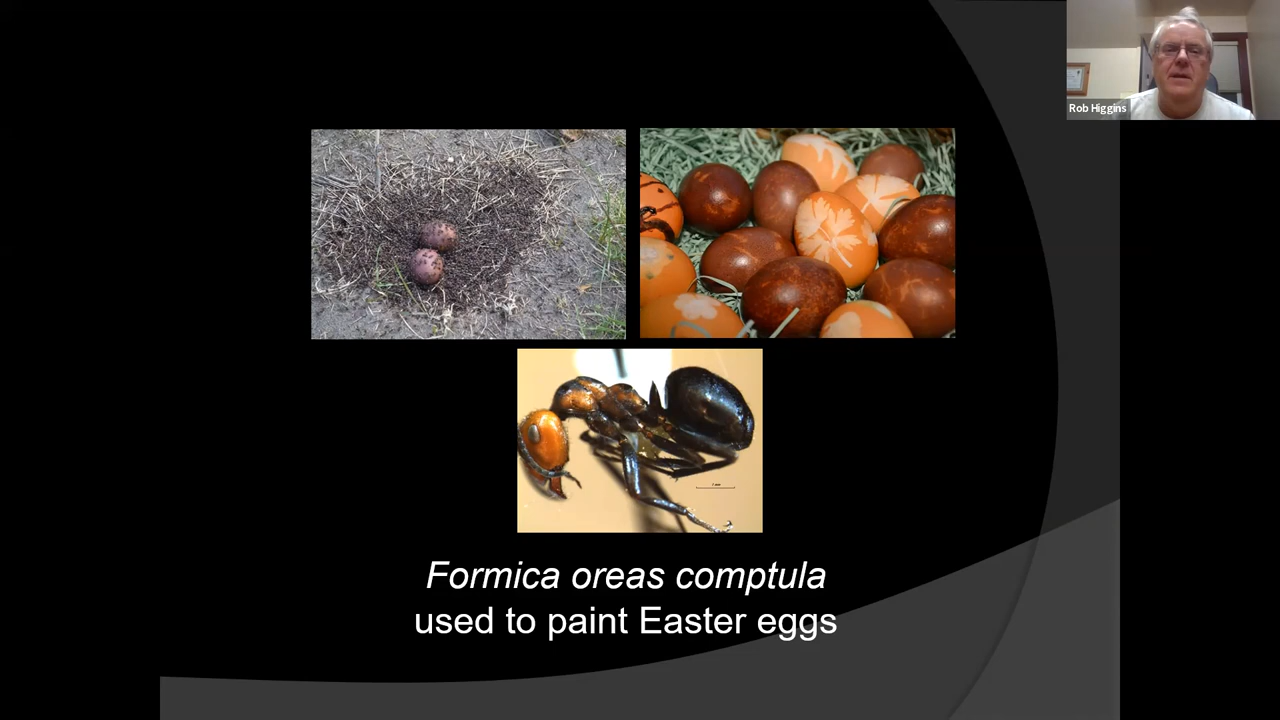 Rob Higgins
Formica oreas comptula
used to paint Easter eggs